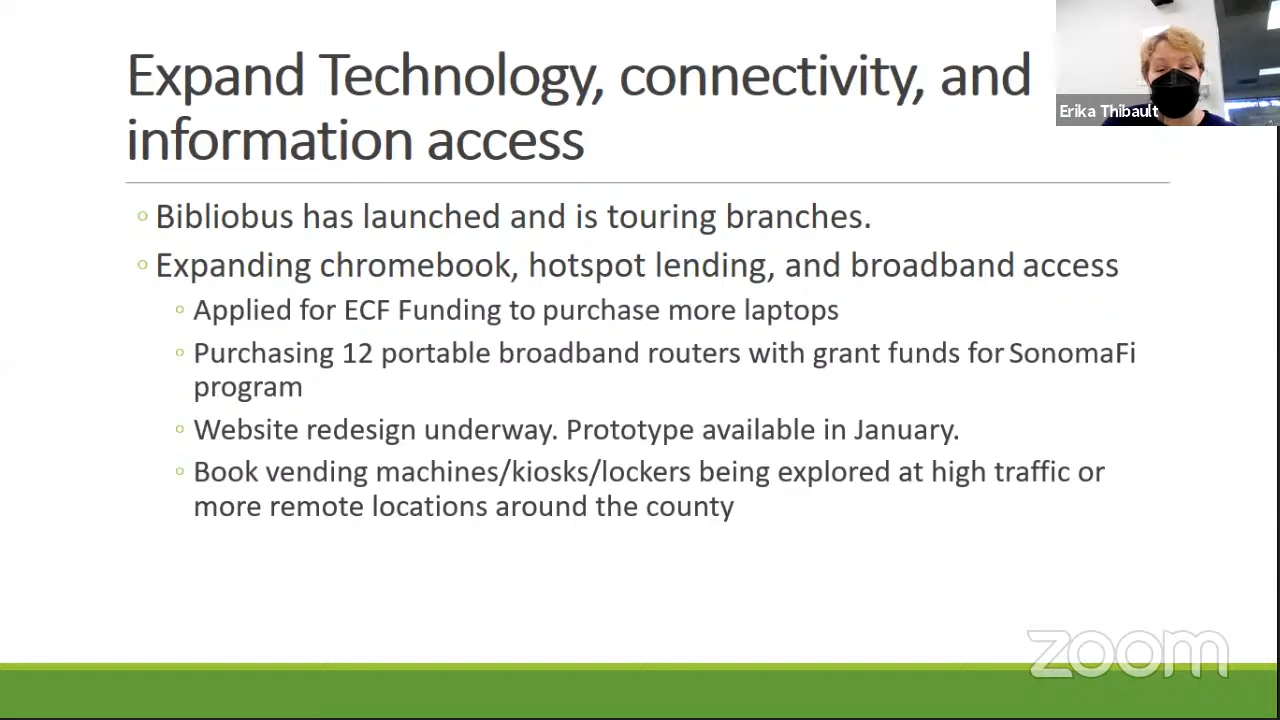 Expand Technology, connectivity, and
information access
Erika Thibault
Bibliobus has launched and is touring branches.
Expanding chromebook, hotspot lending, and broadband access
Applied for ECF Funding to purchase more laptops
Purchasing 12 portable broadband routers with grant funds for SonomaFi
program
Website redesign underway. Prototype available in January.
Book vending machines/kiosks/lockers being explored at high traffic or
more remote locations around the county
zoom